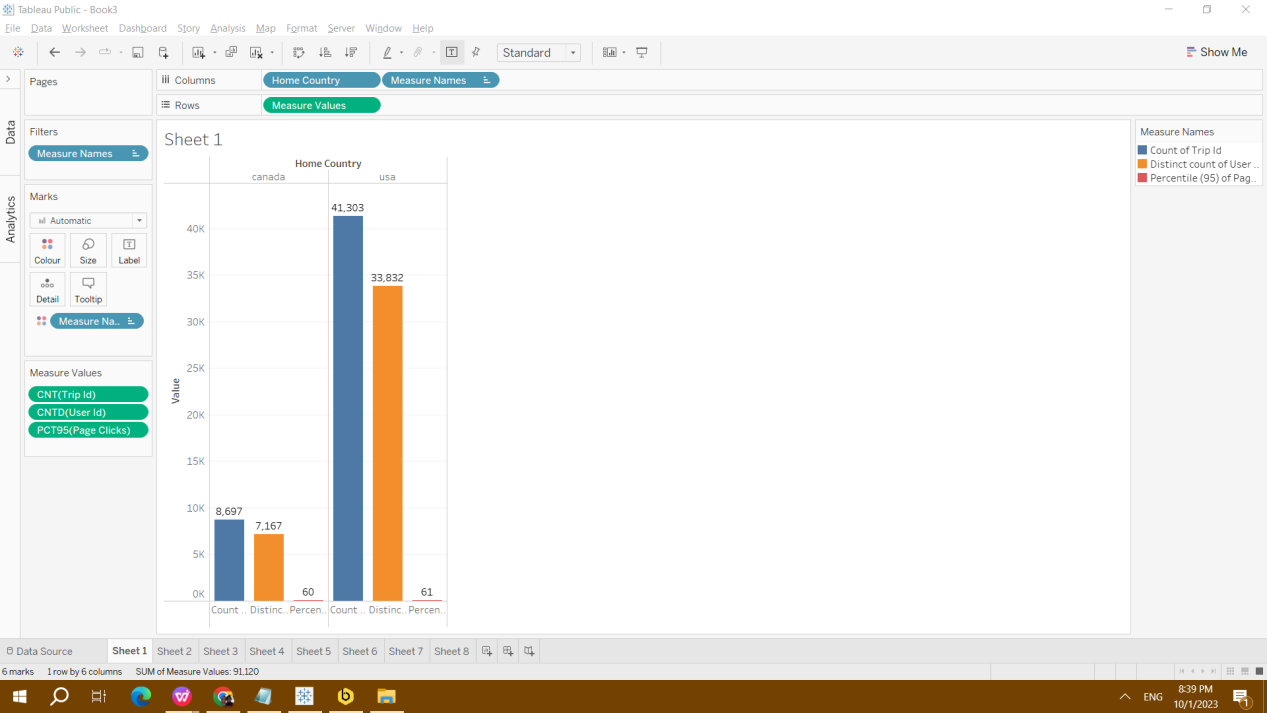 Tableau Public - Book3
File Data Worksheet Dashboard Story Analysis Map Format Server Window Help
Standard
Show Me
Data
Analytics
Pages
Filters
Measure Names
Marks
Automatic
Colour Size Label
Detail Tooltip
Measure Na..
Measure Values
CNT(Trip Id)
CNTD(User Id)
PCT95(Page Clicks)
Columns Home Country Measure Names
Rows Measure Values
Sheet 1
Home Country
canada usa
Value
40K
35K
30K
25K
20K
15K
10K
5K
0K
8,697
7,167
60
41,303
33,832
61
Count .. Distinc.. Percen.. Count .. Distinc.. Percen..
Measure Names
Count of Trip Id
Distinct count of User ..
Percentile (95) of Pag..
Data Source Sheet 1 Sheet 2 Sheet 3 Sheet 4 Sheet 5 Sheet 6 Sheet 7 Sheet 8
6 marks 1 row by 6 columns SUM of Measure Values: 91,120
ENG
8:39 PM
10/1/2023
1